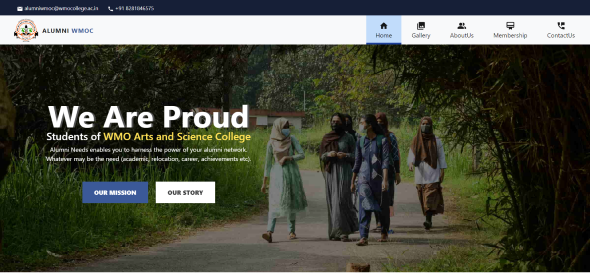 alumniwmoc@wmocollege.ac.in +91 8281846575
ALUMNI WMOC
Home Gallery AboutUs Membership ContactUs
We Are Proud
Students of WMO Arts and Science College
Alumni Needs enables you to harness the power of your alumni network.
Whatever may be the need (academic, relocation, career, achievements etc).
OUR MISSION OUR STORY